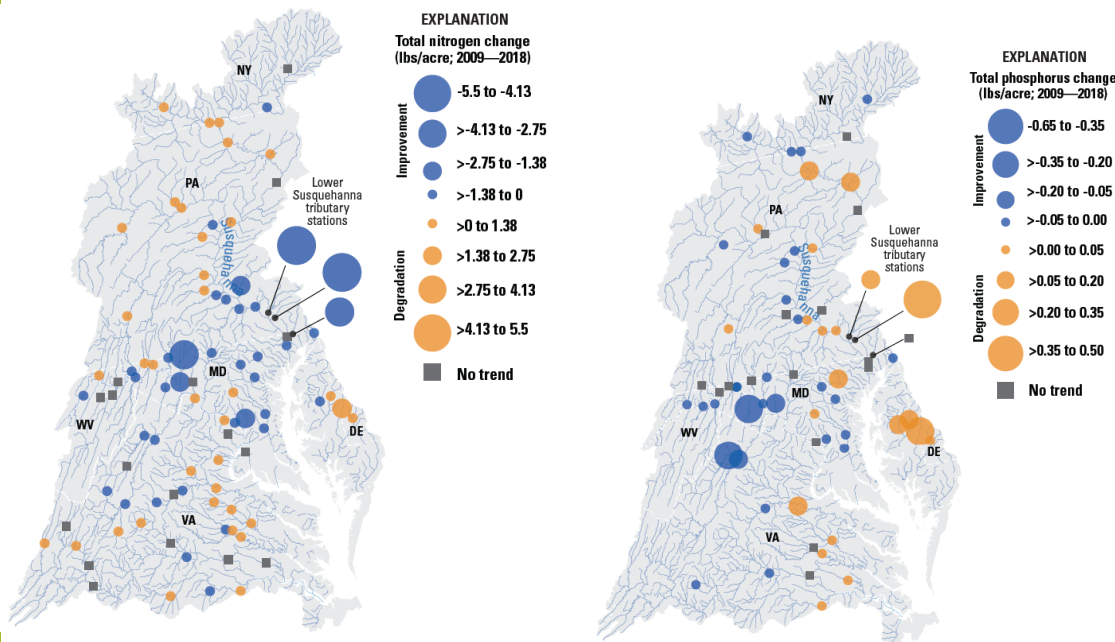 EXPLANATION
Total nitrogen change
(lbs/acre; 2009—2018)
Improvement
-5.5 to -4.13
>-4.13 to -2.75
>-2.75 to -1.38
>-1.38 to 0
Degradation
>0 to 1.38
>1.38 to 2.75
>2.75 to 4.13
>4.13 to 5.5
No trend
NY
PA
Lower
Susquehanna
tributary
stations
Susquehanna
MD
WV
DE
VA
EXPLANATION
Total phosphorus change
(lbs/acre; 2009—2018)
Improvement
-0.65 to -0.35
>-0.35 to -0.20
>-0.20 to -0.05
>-0.05 to 0.00
Degradation
>0.00 to 0.05
>0.05 to 0.20
>0.20 to 0.35
>0.35 to 0.50
No trend
NY
PA
Lower
Susquehanna
tributary
stations
Susquehanna
MD
WV
DE
VA